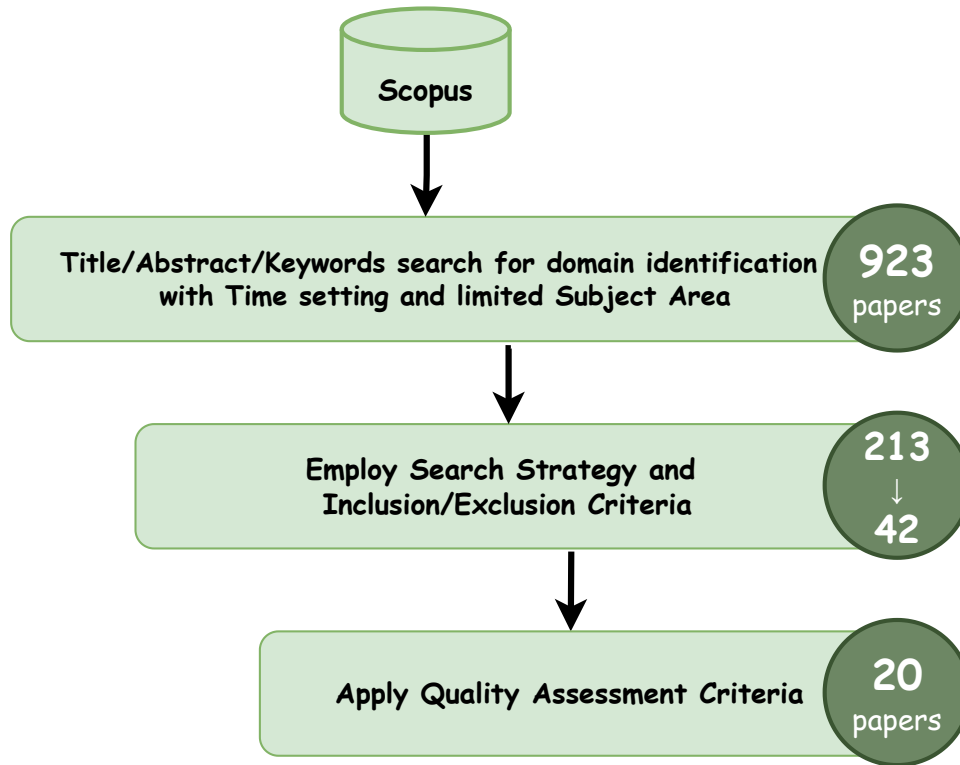 Scopus
Title/Abstract/Keywords search for domain identification
with Time setting and limited Subject Area
923
papers
Employ Search Strategy and
Inclusion/Exclusion Criteria
213
↓
42
Apply Quality Assessment Criteria
20
papers